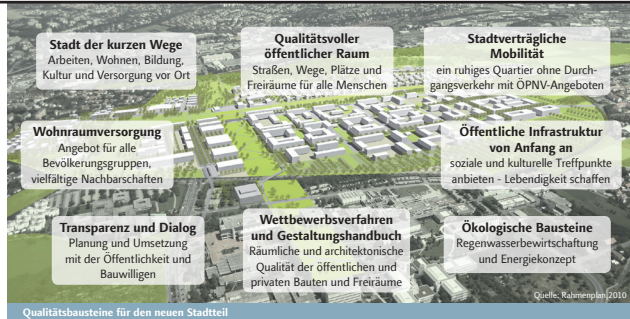 Stadt der kurzen Wege
Arbeiten, Wohnen, Bildung,
Kultur und Versorgung vor Ort
Qualitätsvoller
öffentlicher Raum
Straßen, Wege, Plätze und
Freiräume für alle Menschen
Stadtverträgliche
Mobilität
ein ruhiges Quartier ohne Durch-
gangsverkehr mit ÖPNV-Angeboten
Wohnraumversorgung
Angebot für alle
Bevölkerungsgruppen,
vielfältige Nachbarschaften
Öffentliche Infrastruktur
von Anfang an
soziale und kulturelle Treffpunkte
anbieten - Lebendigkeit schaffen
Transparenz und Dialog
Planung und Umsetzung
mit der Öffentlichkeit und
Bauwilligen
Wettbewerbsverfahren
und Gestaltungshandbuch
Räumliche und architektonische
Qualität der öffentlichen und
privaten Bauten und Freiräume
Ökologische Bausteine
Regenwasserbewirtschaftung
und Energiekonzept
Quelle: Rahmenplan 2010
Qualitätsbausteine für den neuen Stadtteil